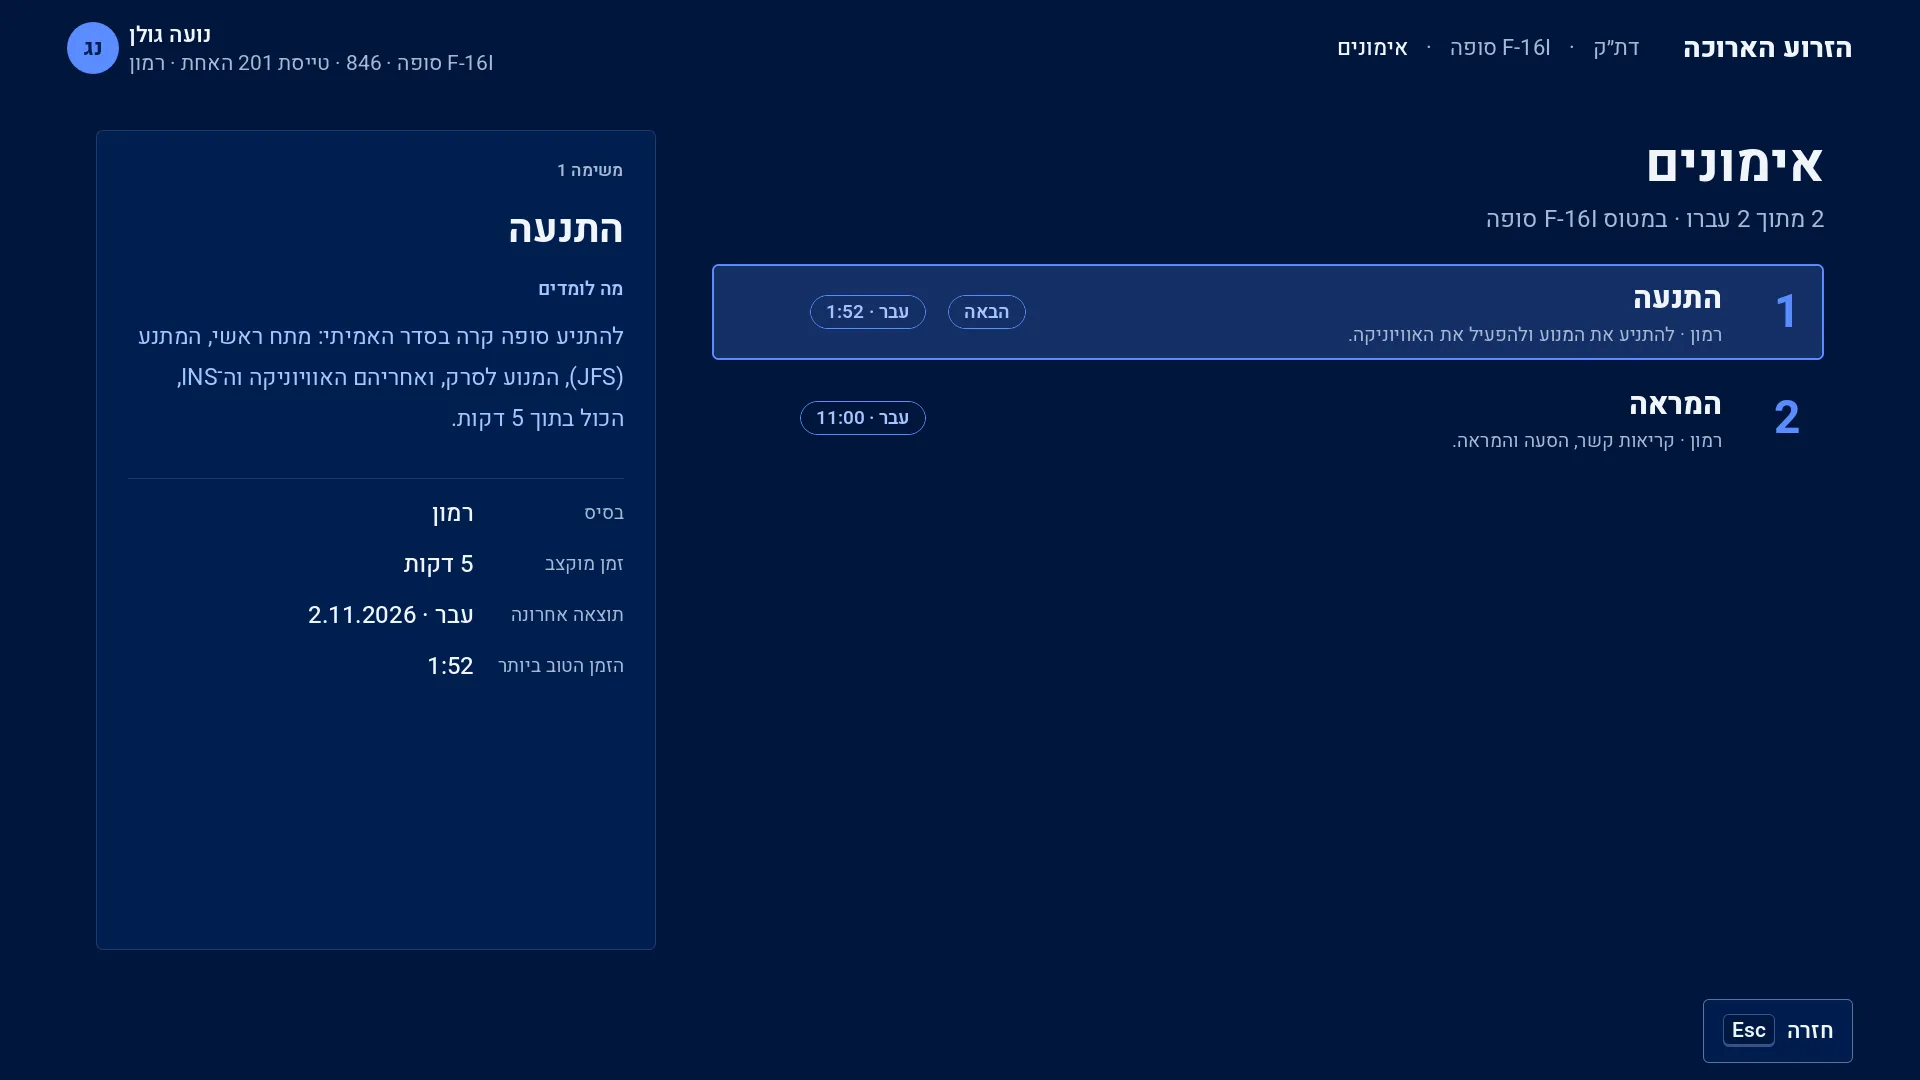 הזרוע הארוכה
דת״ק · F-16I סופה · אימונים
נועה גולן
F-16I סופה · 846 · טייסת 201 האחת · רמון
נג
אימונים
2 מתוך 2 עברו · במטוס F-16I סופה
1
התנעה
רמון · להתניע את המנוע ולהפעיל את האוויוניקה.
הבאה
עבר · 1:52
2
המראה
רמון · קריאות קשר, הסעה והמראה.
עבר · 11:00
משימה 1
התנעה
מה לומדים
להתניע סופה קרה בסדר האמיתי: מתח ראשי, המתנע
(JFS), המנוע לסרק, ואחריהם האוויוניקה וה־INS,
הכול בתוך 5 דקות.
בסיס רמון
זמן מוקצב 5 דקות
תוצאה אחרונה עבר · 2.11.2026
הזמן הטוב ביותר 1:52
חזרה Esc